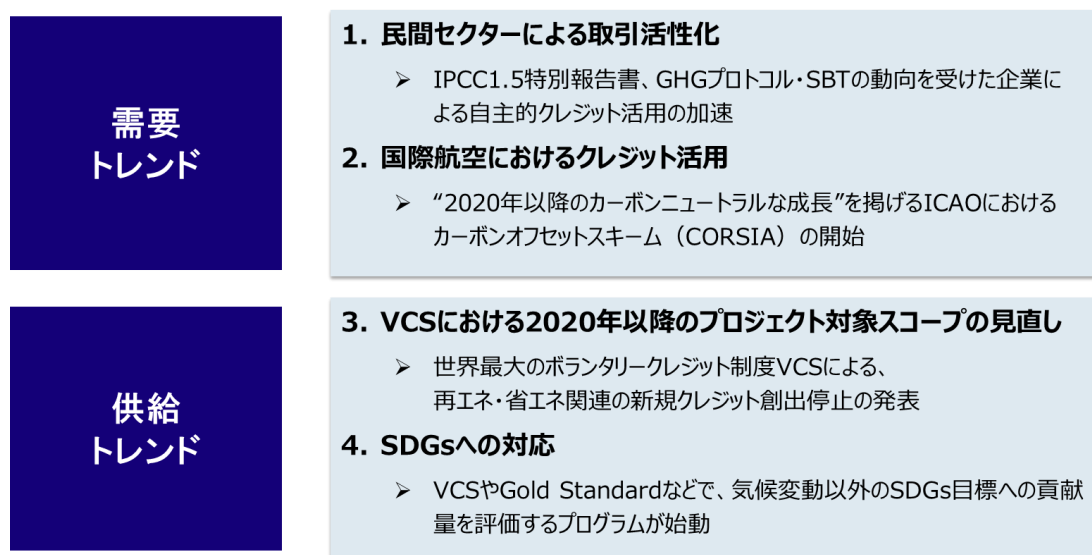 需要
トレンド
1. 民間セクターによる取引活性化
➢ IPCC1.5特別報告書、GHGプロトコル・SBTの動向を受けた企業に
よる自主的クレジット活用の加速
2. 国際航空におけるクレジット活用
➢ “2020年以降のカーボンニュートラルな成長”を掲げるICAOにおける
カーボンオフセットスキーム（CORSIA）の開始
供給
トレンド
3. VCSにおける2020年以降のプロジェクト対象スコープの見直し
➢ 世界最大のボランタリークレジット制度VCSによる、
再エネ・省エネ関連の新規クレジット創出停止の発表
4. SDGsへの対応
➢ VCSやGold Standardなどで、気候変動以外のSDGs目標への貢献
量を評価するプログラムが始動